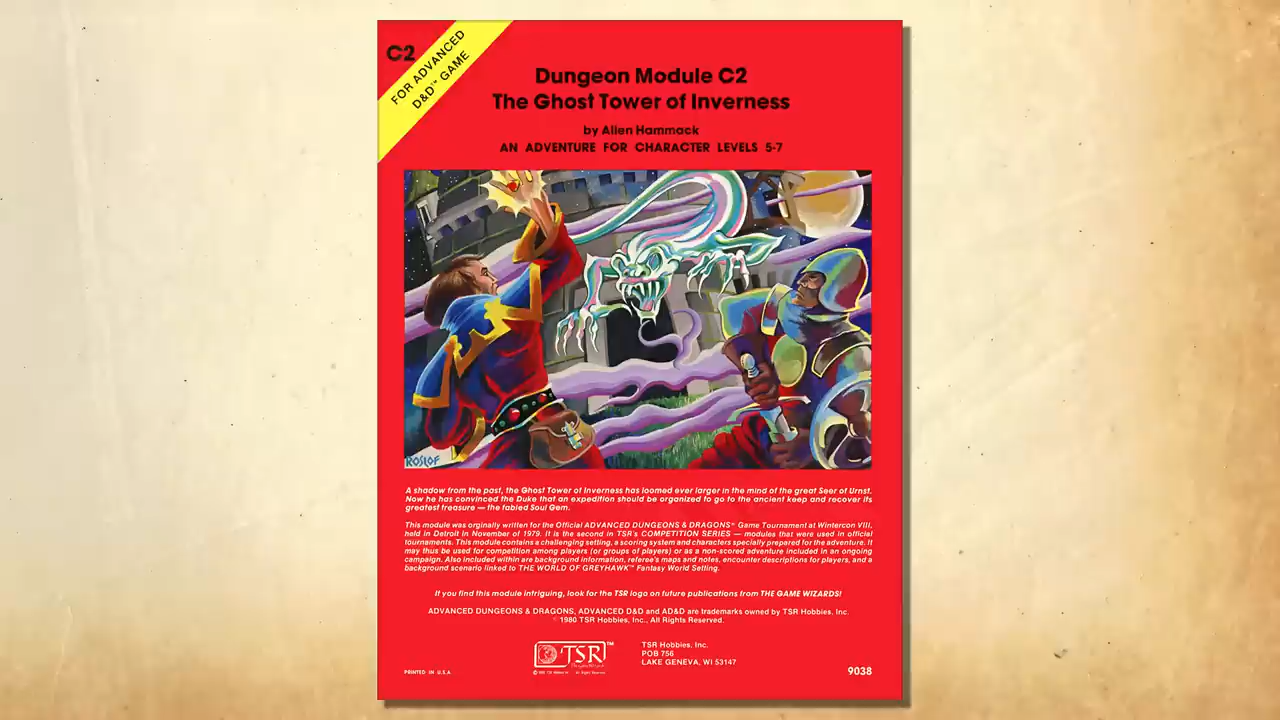 C2
FOR ADVANCED
D&D™ GAME
Dungeon Module C2
The Ghost Tower of Inverness
by Allen Hammack
AN ADVENTURE FOR CHARACTER LEVELS 5-7
ROSLOF
A shadow from the past, the Ghost Tower of Inverness has loomed ever larger in the mind of the great Seer of Urnst.
Now he has convinced the Duke that an expedition should be organized to go to the ancient keep and recover its
greatest treasure — the fabled Soul Gem.
This module was orginally written for the Official ADVANCED DUNGEONS & DRAGONS™ Game Tournament at Wintercon VIII,
held in Detroit in November of 1979. It is the second in TSR's COMPETITION SERIES — modules that were used in official
tournaments. This module contains a challenging setting, a scoring system and characters specially prepared for the adventure. It
may thus be used for competition among players (or groups of players) or as a non-scored adventure included in an ongoing
campaign. Also included within are background information, referee's maps and notes, encounter descriptions for players, and a
background scenario linked to THE WORLD OF GREYHAWK™ Fantasy World Setting.
If you find this module intriguing, look for the TSR logo on future publications from THE GAME WIZARDS!
ADVANCED DUNGEONS & DRAGONS, ADVANCED D&D and AD&D are trademarks owned by TSR Hobbies, Inc.
©1980 TSR Hobbies, Inc., All Rights Reserved.
TSR™
TSR Hobbies, Inc.
POB 756
LAKE GENEVA, WI 53147
PRINTED IN U.S.A
9038